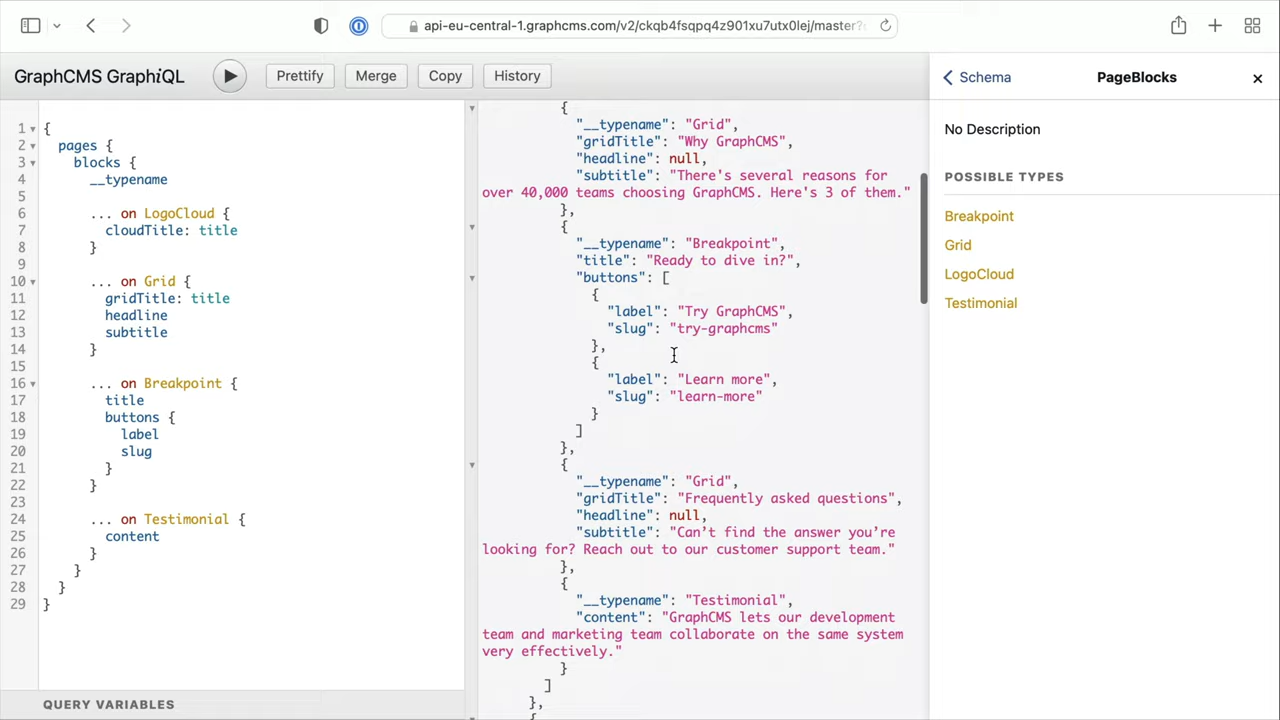 api-eu-central-1.graphcms.com/v2/ckqb4fsqpq4z901xu7utx0lej/master?
GraphCMS GraphiQL
Prettify
Merge
Copy
History
Schema
PageBlocks
1 {
2 pages {
3 blocks {
4 __typename
5
6 ... on LogoCloud {
7 cloudTitle: title
8 }
9
10 ... on Grid {
11 gridTitle: title
12 headline
13 subtitle
14 }
15
16 ... on Breakpoint {
17 title
18 buttons {
19 label
20 slug
21 }
22 }
23
24 ... on Testimonial {
25 content
26 }
27 }
28 }
29 }
QUERY VARIABLES
{
"__typename": "Grid",
"gridTitle": "Why GraphCMS",
"headline": null,
"subtitle": "There's several reasons for
over 40,000 teams choosing GraphCMS. Here's 3 of them."
},
{
"__typename": "Breakpoint",
"title": "Ready to dive in?",
"buttons": [
{
"label": "Try GraphCMS",
"slug": "try-graphcms"
},
{
"label": "Learn more",
"slug": "learn-more"
}
]
},
{
"__typename": "Grid",
"gridTitle": "Frequently asked questions",
"headline": null,
"subtitle": "Can’t find the answer you’re
looking for? Reach out to our customer support team."
},
{
"__typename": "Testimonial",
"content": "GraphCMS lets our development
team and marketing team collaborate on the same system
very effectively."
}
]
},
{
No Description
POSSIBLE TYPES
Breakpoint
Grid
LogoCloud
Testimonial